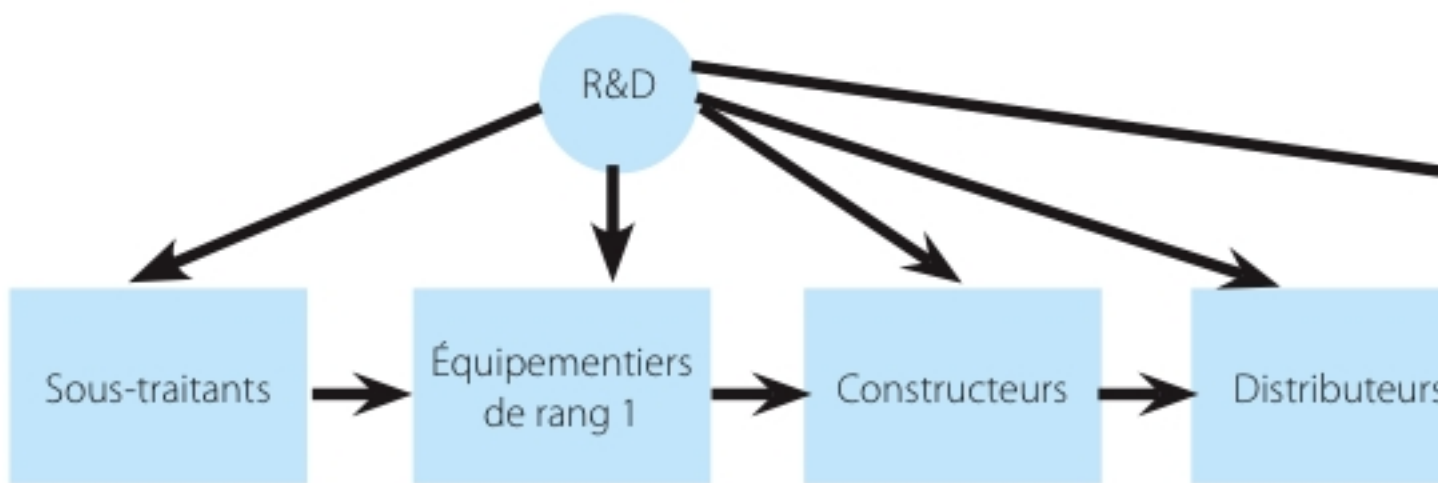 R&D
Sous-traitants
Équipementiers
de rang 1
Constructeurs
Distributeurs